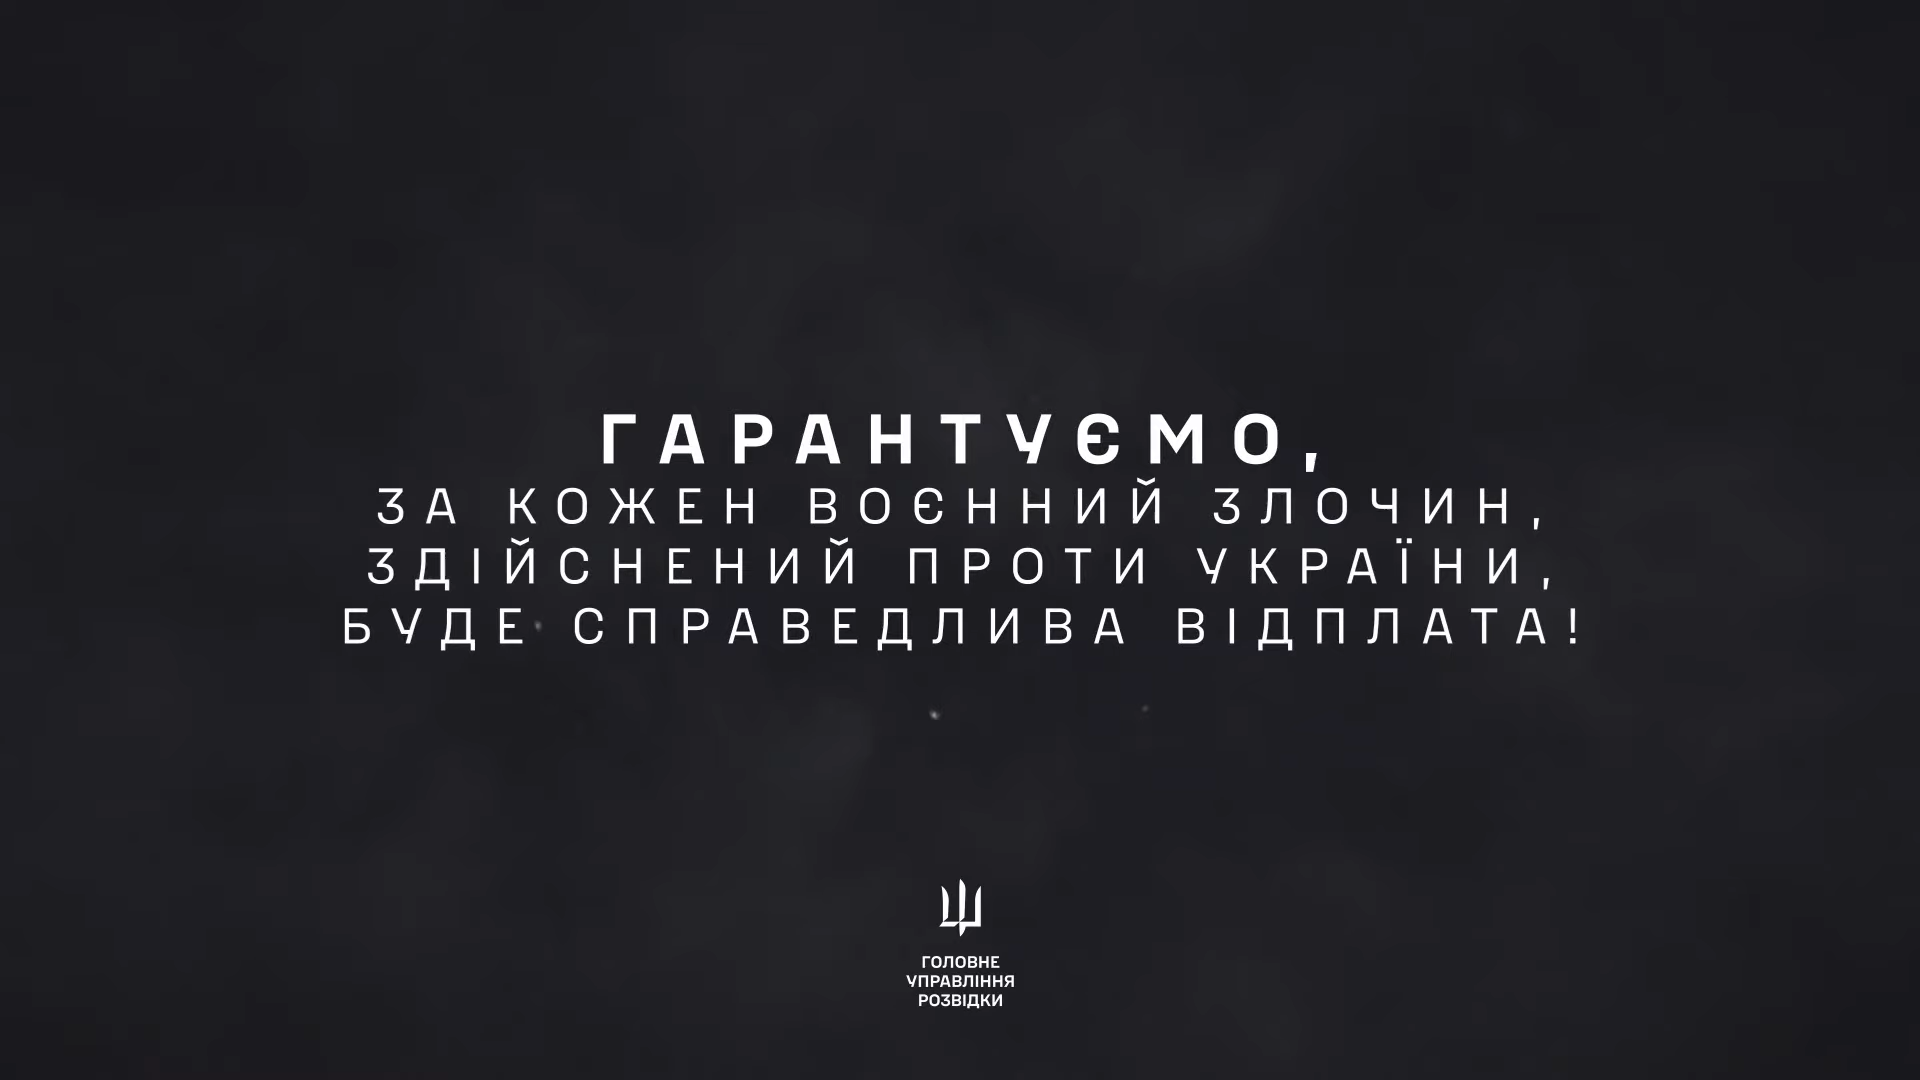 ГАРАНТУЄМО,
ЗА КОЖЕН ВОЄННИЙ ЗЛОЧИН,
ЗДІЙСНЕНИЙ ПРОТИ УКРАЇНИ,
БУДЕ СПРАВЕДЛИВА ВІДПЛАТА!
ГОЛОВНЕ
УПРАВЛІННЯ
РОЗВІДКИ